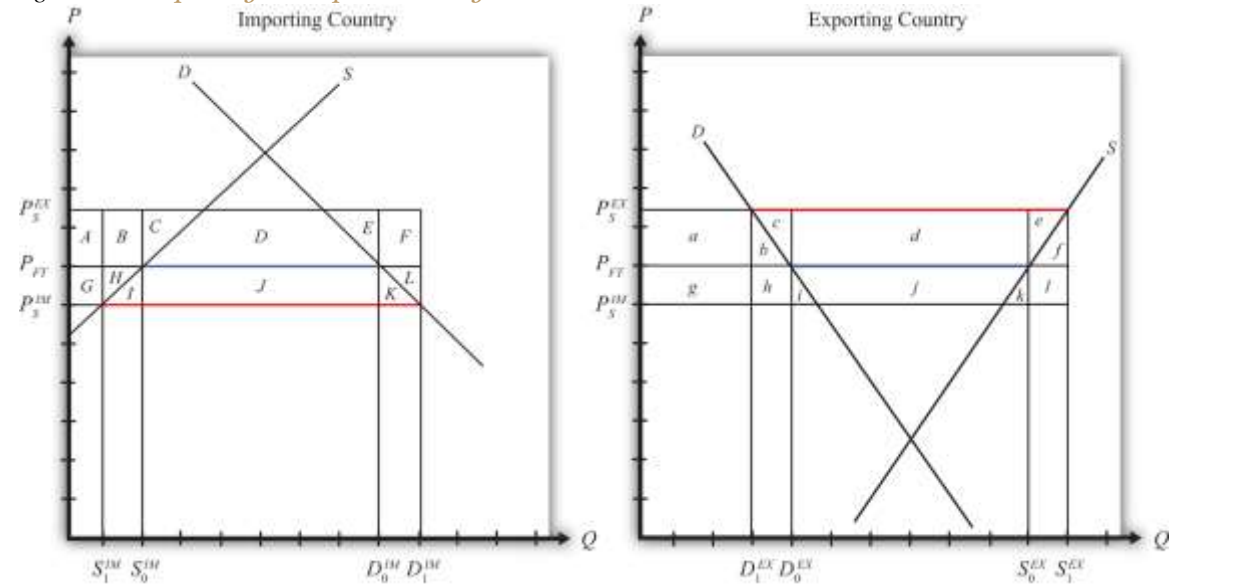 P Importing Country
D S
P_S^EX A B C D E F
P_FT G H I J K L
P_S^IM
Q
S_1^IM S_0^IM D_0^IM D_1^IM
P Exporting Country
D S
P_S^EX a b c d e f
P_FT g h i j k l
P_S^IM
Q
D_1^EX D_0^EX S_0^EX S_1^EX